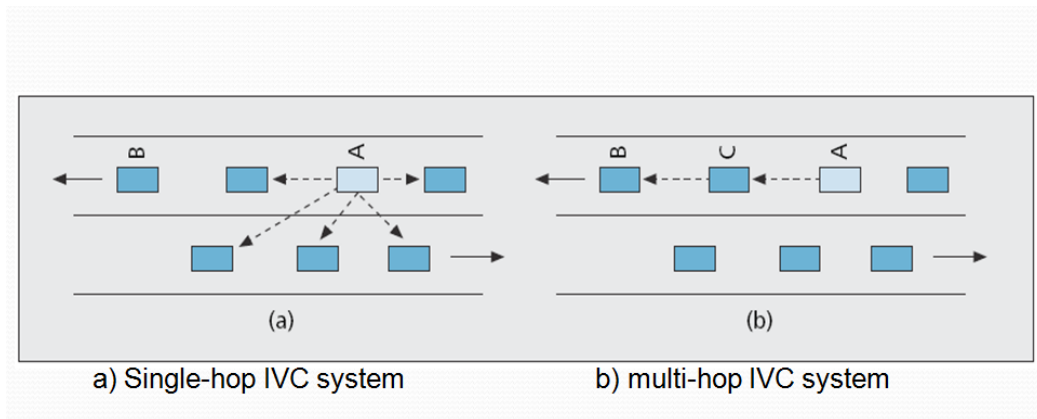 B
A
B
C
A
(a)
(b)
a) Single-hop IVC system
b) multi-hop IVC system